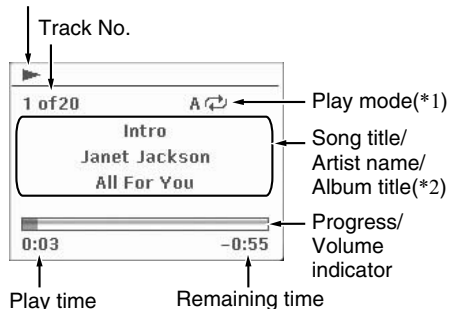 Track No.
1 of20 A
Play mode(*1)
Intro
Janet Jackson
All For You
Song title/
Artist name/
Album title(*2)
Progress/
Volume
indicator
0:03 -0:55
Play time Remaining time